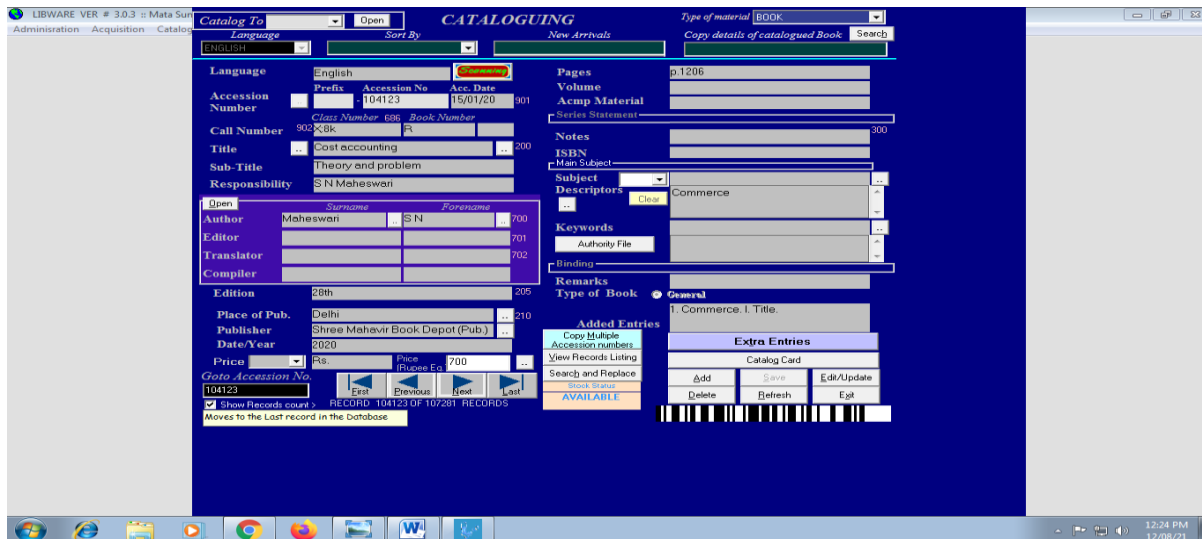 LIBWARE VER # 3.0.3 :: Mata Sun
Adminisration Acquisition Catalog
Catalog To Open CATALOGUING Type of material BOOK
Language Sort By New Arrivals Copy details of catalogued Book Search
ENGLISH
Language English Scanning Pages p.1206
Prefix Accession No Acc. Date Volume
Accession Number - 104123 15/01/20 901 Acmp Material
Class Number 686 Book Number Series Statement
Call Number 902 X:8k R Notes 300
Title .. Cost accounting .. 200 ISBN
Main Subject
Sub-Title Theory and problem Subject ..
Responsibility S N Maheswari Descriptors .. Clear Commerce
Open Surname Forename
Author Maheswari .. S N .. 700 Keywords ..
Editor 701 Authority File
Translator 702
Compiler Binding
Remarks
Edition 28th 205 Type of Book General
Place of Pub. Delhi .. 210 1. Commerce. I. Title.
Publisher Shree Mahavir Book Depot (Pub.) .. Added Entries
Date/Year 2020 Copy Multiple Accession numbers Extra Entries
Price Rs. Price (Rupee Eq. 700 .. View Records Listing Catalog Card
Goto Accession No. Search and Replace
104123 First Previous Next Last Stock Status Add Save Edit/Update
Show Records count > RECORD 104123 OF 107281 RECORDS AVAILABLE Delete Refresh Exit
Moves to the Last record in the Database
12:24 PM
12/08/21